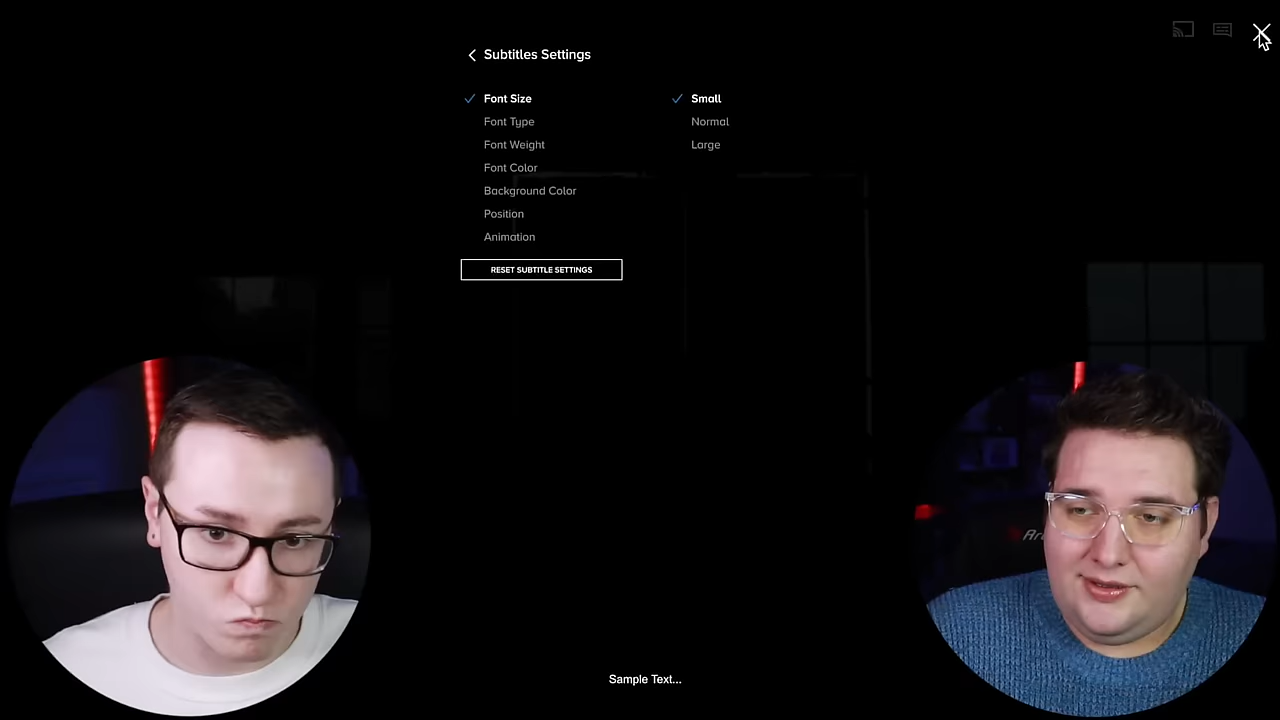 Subtitles Settings
Font Size
Small
Font Type
Normal
Font Weight
Large
Font Color
Background Color
Position
Animation
RESET SUBTITLE SETTINGS
Sample Text...